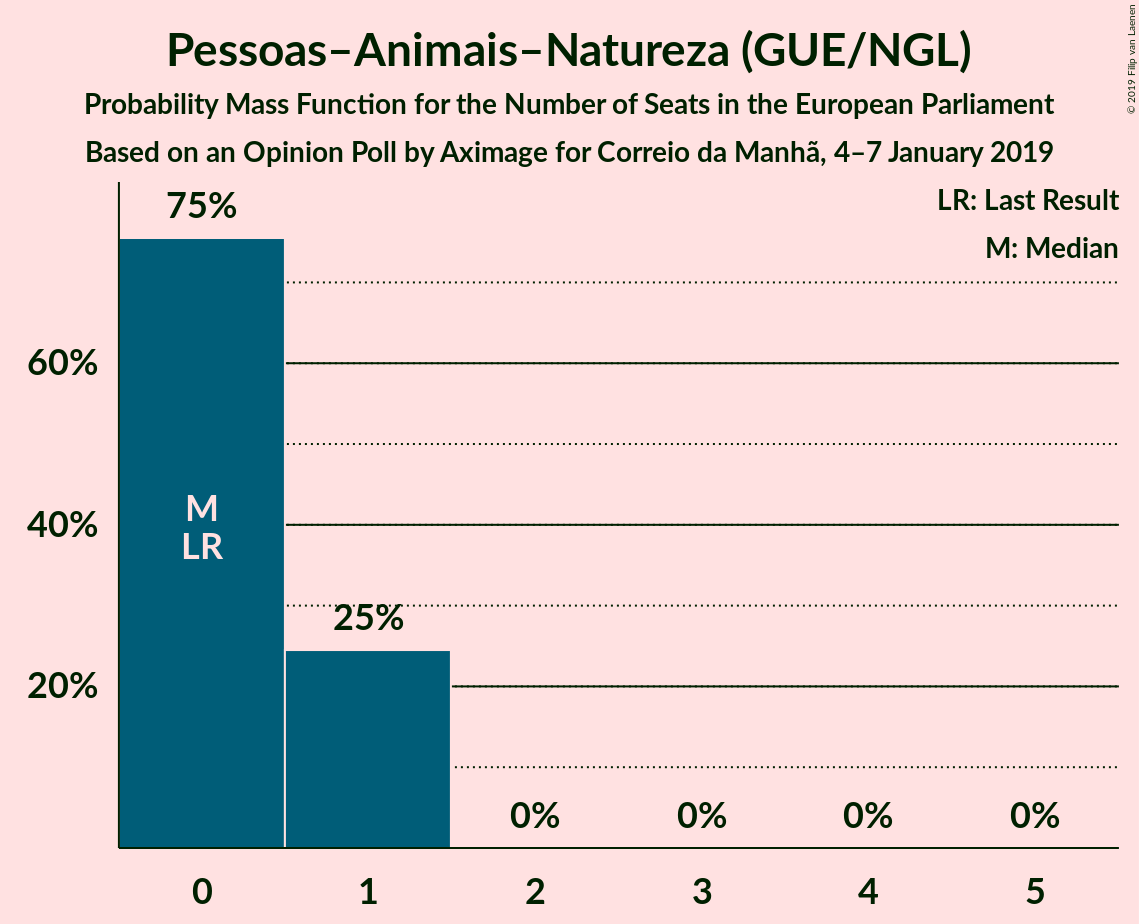 Pessoas–Animais–Natureza (GUE/NGL)
Probability Mass Function for the Number of Seats in the European Parliament
Based on an Opinion Poll by Aximage for Correio da Manhã, 4–7 January 2019
© 2019 Filip van Laenen
LR: Last Result
M: Median
75%
60%
M
40%
LR
25%
20%
0% 0% 0% 0%
0 1 2 3 4 5